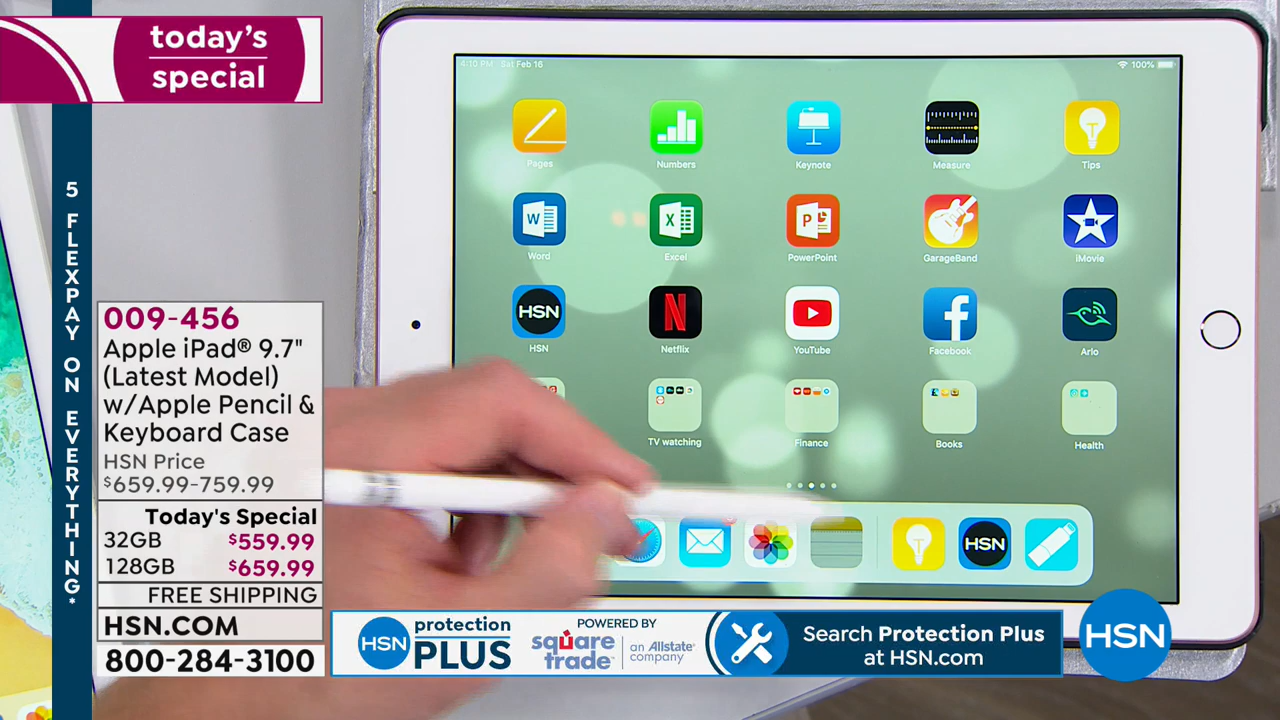 today's
special
5 FLEXPAY ON EVERYTHING!*
009-456
Apple iPad® 9.7"
(Latest Model)
w/Apple Pencil &
Keyboard Case
HSN Price
$659.99-759.99
Today's Special
32GB $559.99
128GB $659.99
FREE SHIPPING
HSN.COM
800-284-3100
4:10 PM Sat Feb 16
100%
Pages
Numbers
Keynote
Measure
Tips
W
X
P
Word
Excel
PowerPoint
GarageBand
iMovie
HSN
N
f
HSN
Netflix
YouTube
Facebook
Arlo
TV watching
Finance
Books
Health
HSN
HSN
protection
PLUS
POWERED BY
square
trade
an Allstate®
company
Search Protection Plus
at HSN.com
HSN